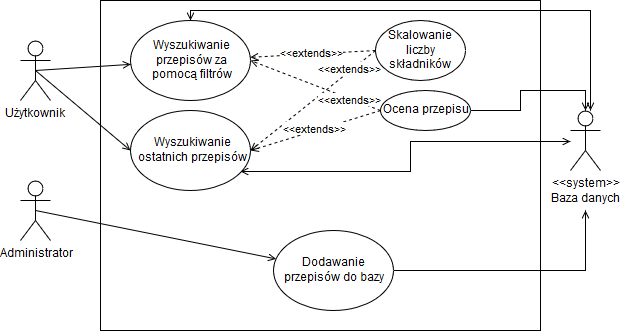 Wyszukiwanie
przepisów za
pomocą filtrów
Skalowanie
liczby
składników
<<extends>>
<<extends>>
<<extends>>
<<extends>>
Użytkownik
Ocena przepisu
Wyszukiwanie
ostatnich przepisów
<<system>>
Baza danych
Administrator
Dodawanie
przepisów do bazy